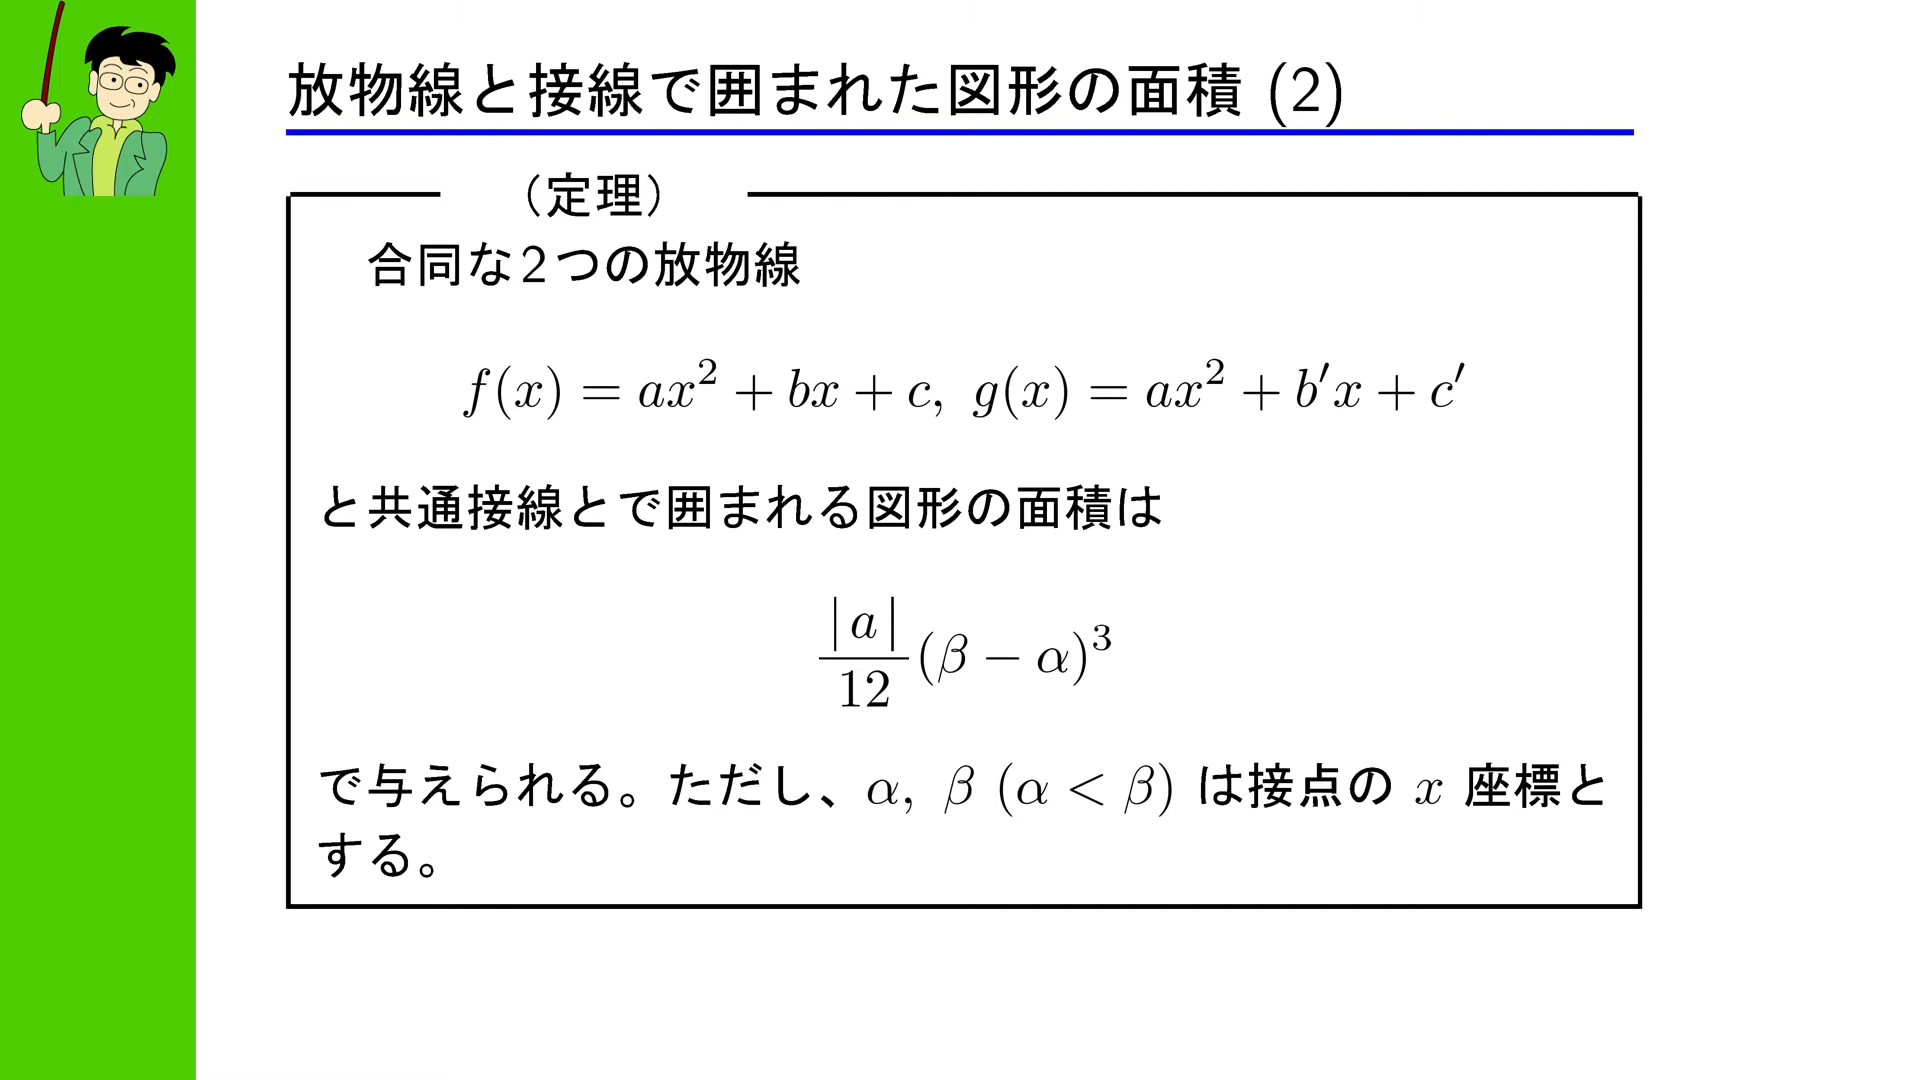 放物線と接線で囲まれた図形の面積 (2)
（定理）
合同な2つの放物線
f(x) = ax² + bx + c, g(x) = ax² + b′x + c′
と共通接線とで囲まれる図形の面積は
|a|/12 (β − α)³
で与えられる。ただし、α, β (α < β) は接点の x 座標と
する。